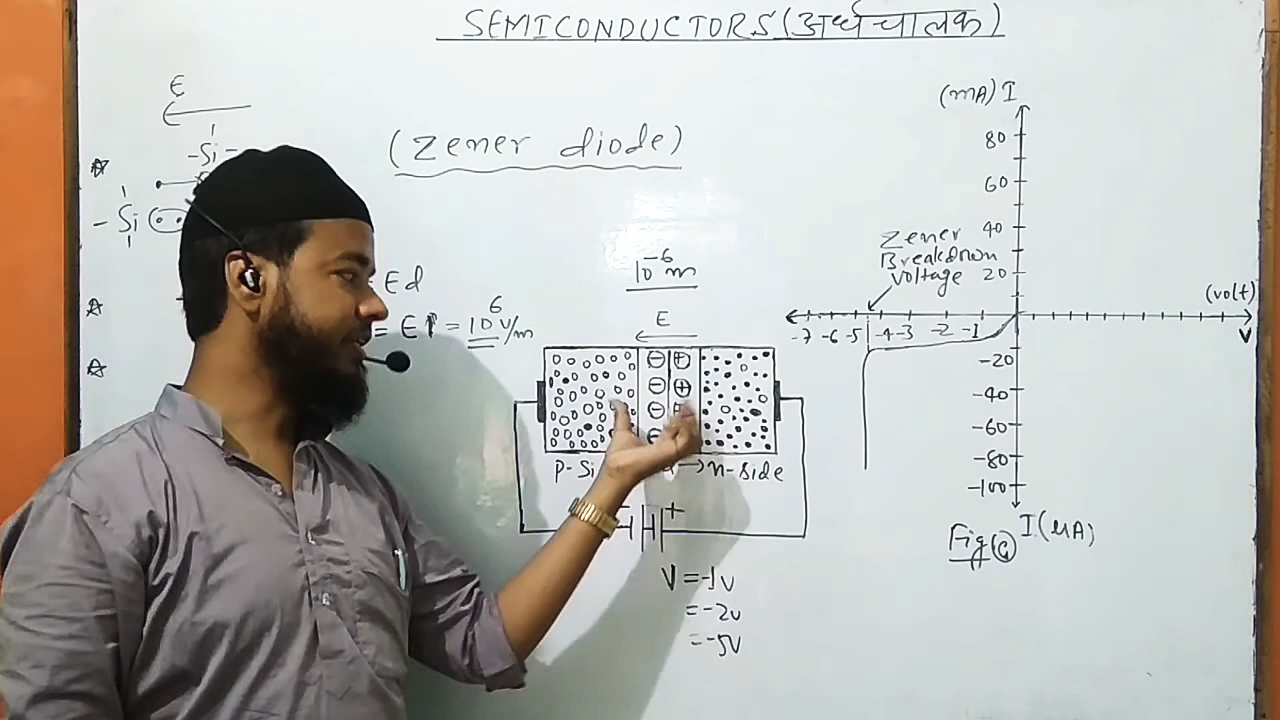 SEMICONDUCTORS (अर्धचालक)
(Zener diode)
E
-Si-
-Si
Ed
= E = 10⁶ V/m
10⁻⁶ m
E
p-Si
n-side
- +
V = -1V
= -2V
= -5V
(mA) I
80
60
40
20
Zener
Breakdown
Voltage
(volt)
V
-7 -6 -5 -4 -3 -2 -1
-20
-40
-60
-80
-100
I (μA)
Fig